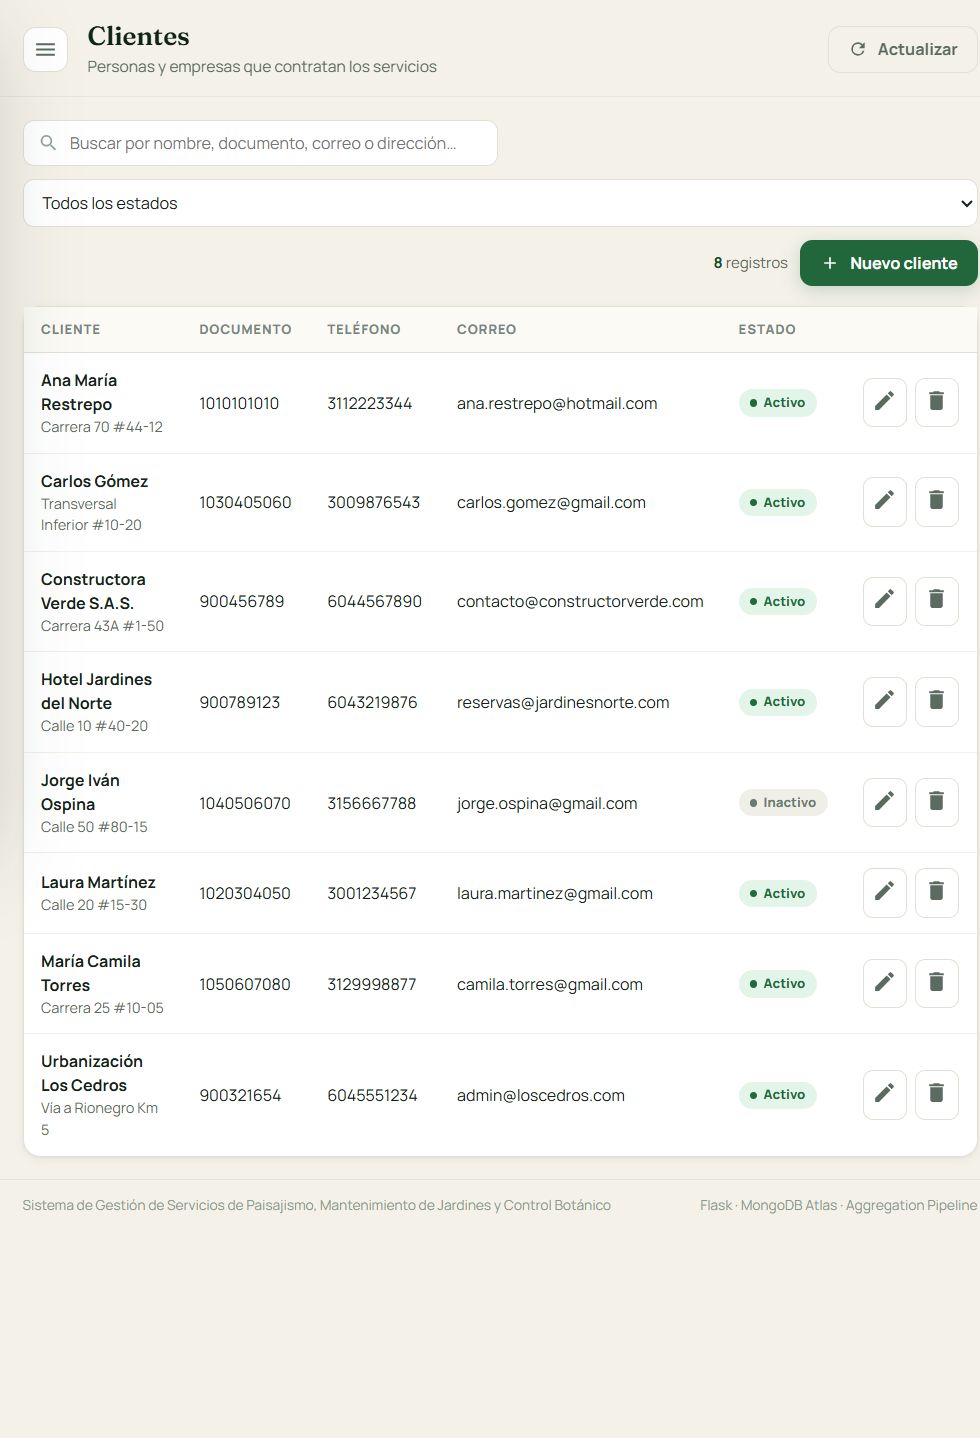 Clientes
Personas y empresas que contratan los servicios
Actualizar
Buscar por nombre, documento, correo o dirección...
Todos los estados
8 registros
Nuevo cliente
CLIENTE DOCUMENTO TELÉFONO CORREO ESTADO
Ana María
Restrepo
Carrera 70 #44-12
1010101010 3112223344 ana.restrepo@hotmail.com Activo
Carlos Gómez
Transversal
Inferior #10-20
1030405060 3009876543 carlos.gomez@gmail.com Activo
Constructora
Verde S.A.S.
Carrera 43A #1-50
900456789 6044567890 contacto@constructorverde.com Activo
Hotel Jardines
del Norte
Calle 10 #40-20
900789123 6043219876 reservas@jardinesnorte.com Activo
Jorge Iván
Ospina
Calle 50 #80-15
1040506070 3156667788 jorge.ospina@gmail.com Inactivo
Laura Martínez
Calle 20 #15-30
1020304050 3001234567 laura.martinez@gmail.com Activo
María Camila
Torres
Carrera 25 #10-05
1050607080 3129998877 camila.torres@gmail.com Activo
Urbanización
Los Cedros
Vía a Rionegro Km
5
900321654 6045551234 admin@loscedros.com Activo
Sistema de Gestión de Servicios de Paisajismo, Mantenimiento de Jardines y Control Botánico
Flask · MongoDB Atlas · Aggregation Pipeline